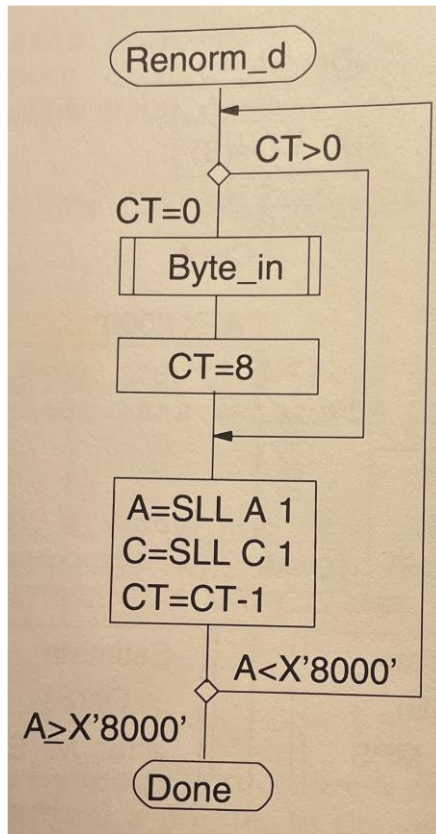 Renorm_d
CT>0
CT=0
Byte_in
CT=8
A=SLL A 1
C=SLL C 1
CT=CT-1
A<X'8000'
A≥X'8000'
Done